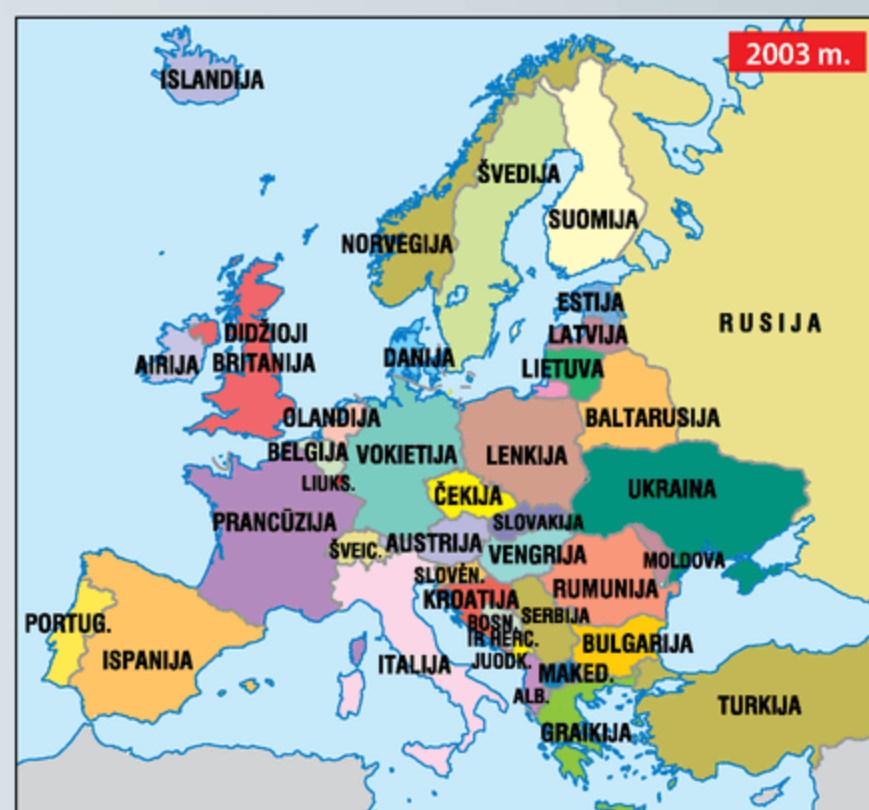 2003 m.
ISLANDIJA
ŠVEDIJA
SUOMIJA
NORVEGIJA
ESTIJA
RUSIJA
LATVIJA
DIDŽIOJI
BRITANIJA
AIRIJA
DANIJA
LIETUVA
OLANDIJA
BALTARUSIJA
BELGIJA
VOKIETIJA
LENKIJA
LIUKS.
ČEKIJA
UKRAINA
PRANCŪZIJA
SLOVAKIJA
ŠVEIC.
AUSTRIJA
VENGRIJA
MOLDOVA
SLOVĖN.
RUMUNIJA
KROATIJA
SERBIJA
BOSN.
IR HERC.
PORTUG.
ISPANIJA
ITALIJA
JUODK.
BULGARIJA
MAKED.
ALB.
TURKIJA
GRAIKIJA